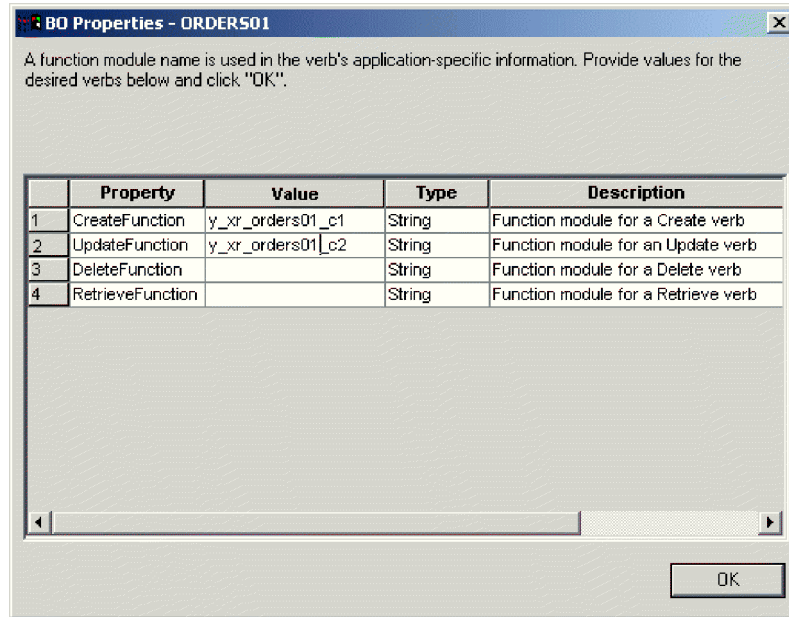 BO Properties - ORDERS01
A function module name is used in the verb's application-specific information. Provide values for the
desired verbs below and click "OK".
Property Value Type Description
1 CreateFunction y_xr_orders01_c1 String Function module for a Create verb
2 UpdateFunction y_xr_orders01_c2 String Function module for an Update verb
3 DeleteFunction String Function module for a Delete verb
4 RetrieveFunction String Function module for a Retrieve verb
OK